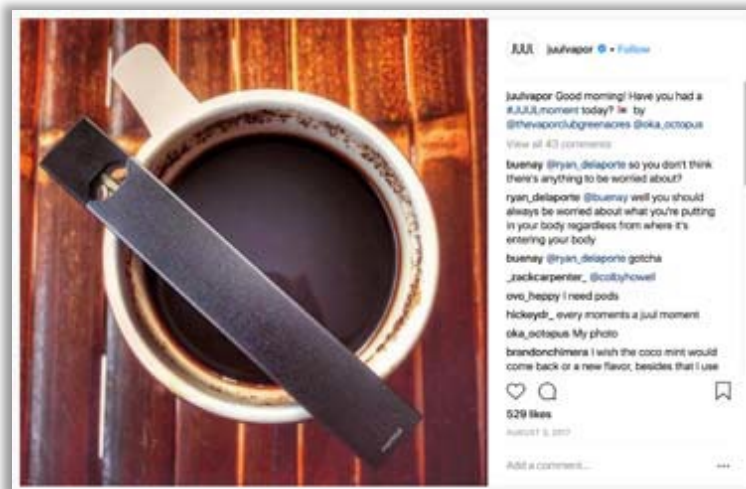 JUUL juulvapor • Follow
juulvapor Good morning! Have you had a
#JUULmoment today? by
@thevaporclubgreenacres @oka_octopus
View all 43 comments
buenay @ryan_delaporte so you don't think
there's anything to be worried about?
ryan_delaporte @buenay well you should
always be worried about what you're putting
in your body regardless from where it's
entering your body
buenay @ryan_delaporte gotcha
_zackcarpenter_ @colbyhowell
ovo_heppy I need pods
hickeydr_ every moments a juul moment
oka_octopus My photo
brandonchimera I wish the coco mint would
come back or a new flavor, besides that I use
529 likes
AUGUST 3, 2017
Add a comment...